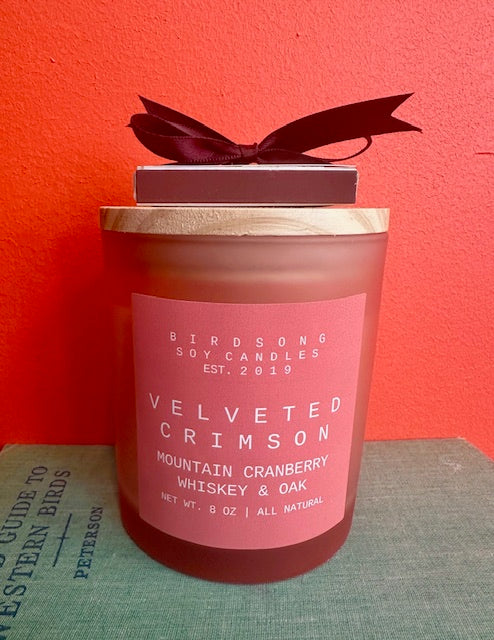 BIRDSONG
SOY CANDLES
EST. 2019
VELVETED
CRIMSON
MOUNTAIN CRANBERRY
WHISKEY & OAK
NET WT. 8 OZ | ALL NATURAL
GUIDE TO
WESTERN BIRDS
PETERSON